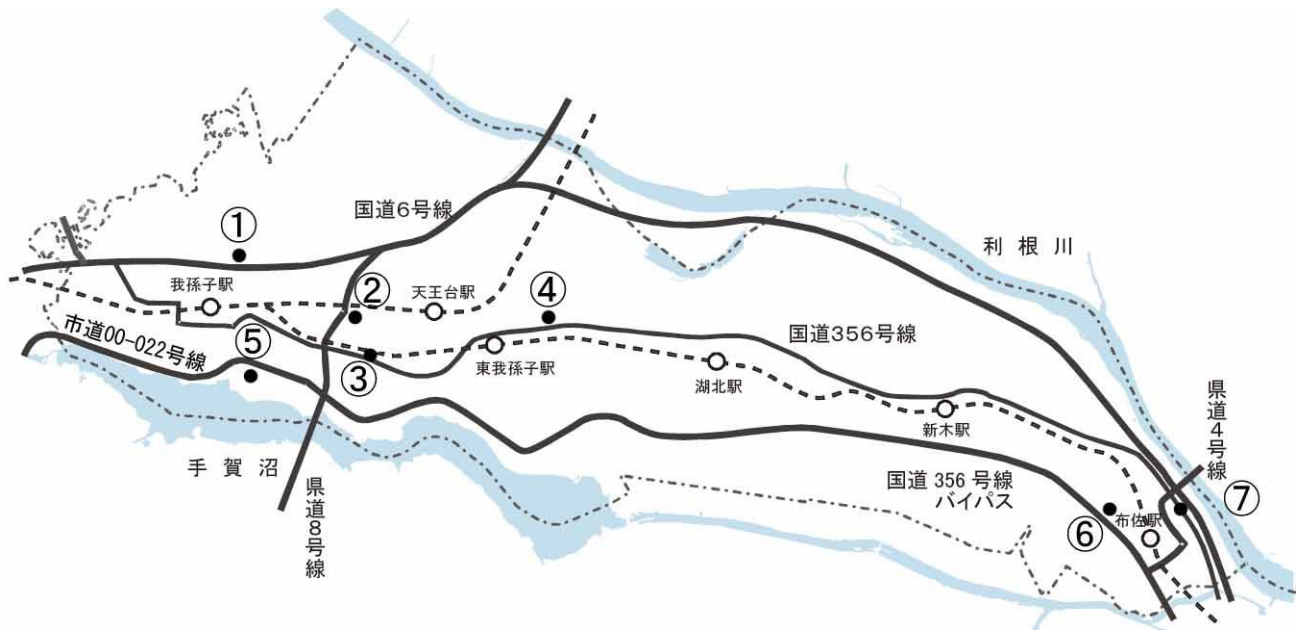 国道6号線
①
利根川
我孫子駅
②
天王台駅
④
市道00-022号線
⑤
③
東我孫子駅
国道356号線
湖北駅
新木駅
県道4号線
手賀沼
県道8号線
国道356号線
バイパス
⑥
布佐駅
⑦